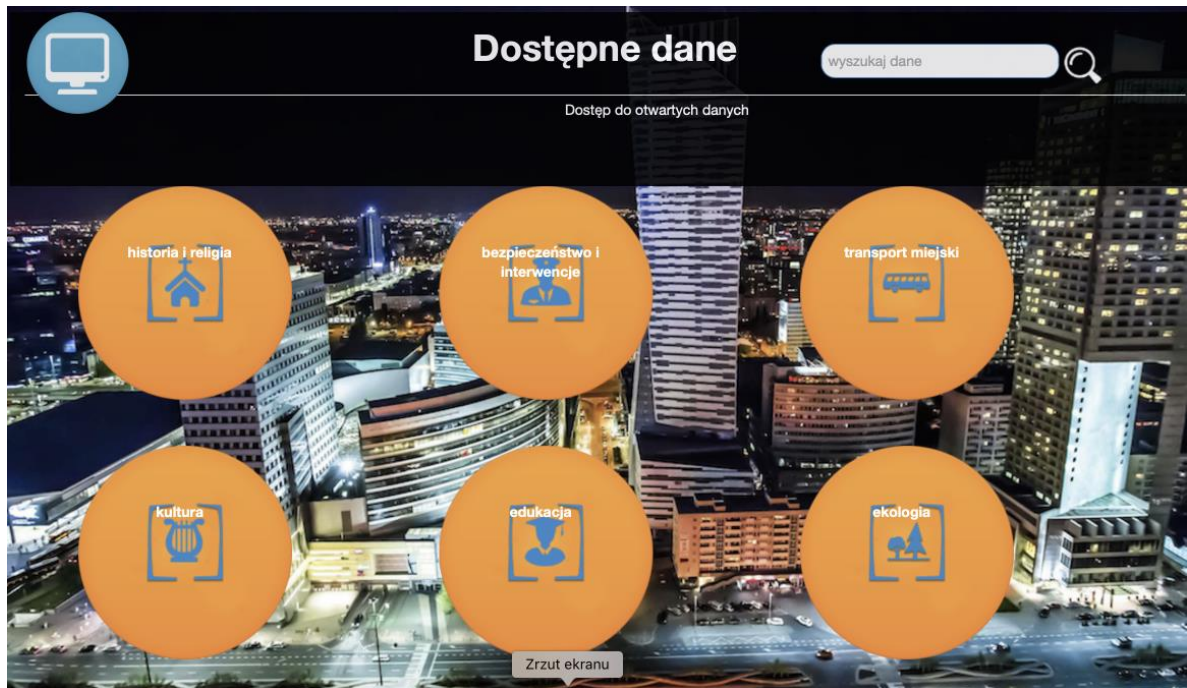 Dostępne dane
wyszukaj dane
Dostęp do otwartych danych
historia i religia
bezpieczeństwo i
interwencje
transport miejski
kultura
edukacja
ekologia
Zrzut ekranu